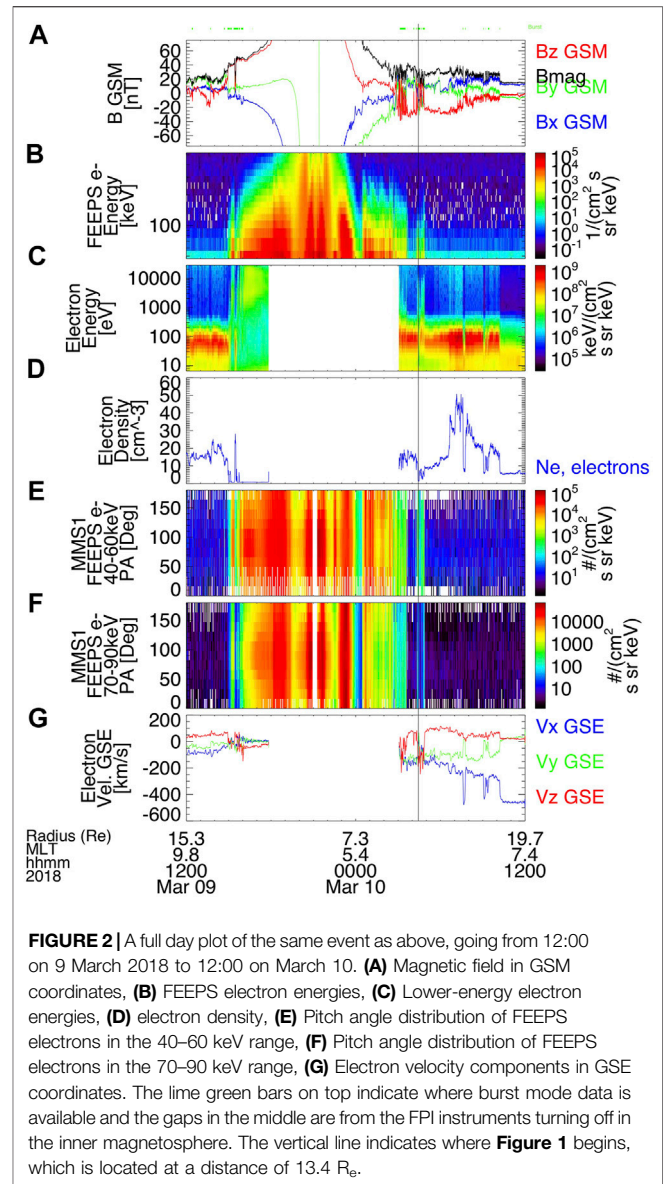 Burst
A
B GSM
[nT]
60
40
20
0
-20
-40
-60
Bz GSM
Bmag
By GSM
Bx GSM
B
FEEPS e-
Energy
[keV]
100
10^5
10^4
10^3
10^2
10^1
10^0
10^-1
1/(cm^2 s
sr keV)
C
Electron
Energy
[eV]
10000
1000
100
10
10^9
10^8
10^7
10^6
10^5
keV/(cm^2
s sr keV)
D
Electron
Density
[cm^-3]
60
50
40
30
20
10
0
Ne, electrons
E
MMS1
FEEPS e-
40-60keV
PA [Deg]
150
100
50
0
10^5
10^4
10^3
10^2
10^1
#/(cm^2
s sr keV)
F
MMS1
FEEPS e-
70-90keV
PA [Deg]
150
100
50
0
10000
1000
100
10
#/(cm^2
s sr keV)
G
Electron
Vel. GSE
[km/s]
200
0
-200
-400
-600
Vx GSE
Vy GSE
Vz GSE
Radius (Re) 15.3 7.3 19.7
MLT 9.8 5.4 7.4
hhmm 1200 0000 1200
2018 Mar 09 Mar 10
FIGURE 2 | A full day plot of the same event as above, going from 12:00
on 9 March 2018 to 12:00 on March 10. (A) Magnetic field in GSM
coordinates, (B) FEEPS electron energies, (C) Lower-energy electron
energies, (D) electron density, (E) Pitch angle distribution of FEEPS
electrons in the 40–60 keV range, (F) Pitch angle distribution of FEEPS
electrons in the 70–90 keV range, (G) Electron velocity components in GSE
coordinates. The lime green bars on top indicate where burst mode data is
available and the gaps in the middle are from the FPI instruments turning off in
the inner magnetosphere. The vertical line indicates where Figure 1 begins,
which is located at a distance of 13.4 Re.